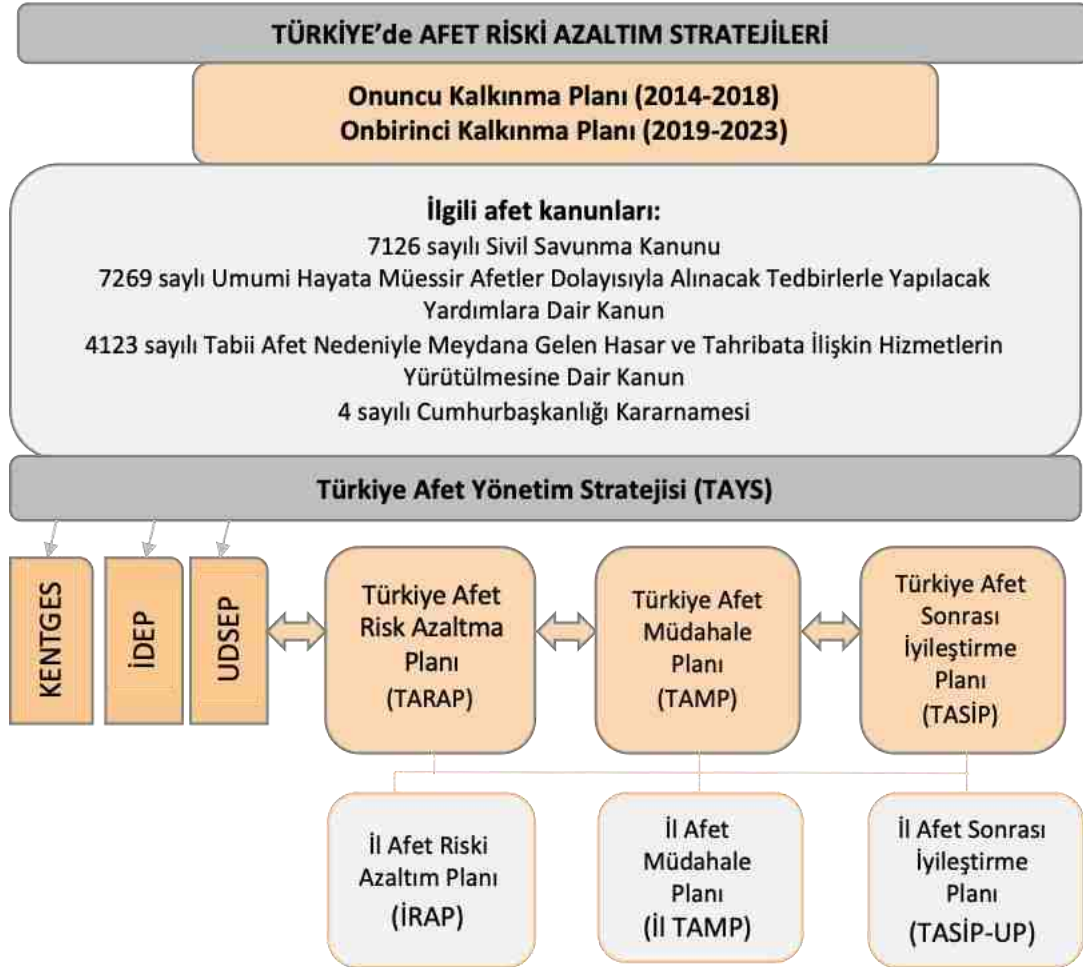 TÜRKİYE’de AFET RİSKİ AZALTIM STRATEJİLERİ
Onuncu Kalkınma Planı (2014-2018)
Onbirinci Kalkınma Planı (2019-2023)
İlgili afet kanunları:
7126 sayılı Sivil Savunma Kanunu
7269 saylı Umumi Hayata Müessir Afetler Dolayısıyla Alınacak Tedbirlerle Yapılacak
Yardımlara Dair Kanun
4123 sayılı Tabii Afet Nedeniyle Meydana Gelen Hasar ve Tahribata İlişkin Hizmetlerin
Yürütülmesine Dair Kanun
4 sayılı Cumhurbaşkanlığı Kararnamesi
Türkiye Afet Yönetim Stratejisi (TAYS)
KENTGES
İDEP
UDSEP
Türkiye Afet
Risk Azaltma
Planı
(TARAP)
Türkiye Afet
Müdahale
Planı
(TAMP)
Türkiye Afet
Sonrası
İyileştirme
Planı
(TASİP)
İl Afet Riski
Azaltım Planı
(İRAP)
İl Afet
Müdahale
Planı
(İl TAMP)
İl Afet Sonrası
İyileştirme
Planı
(TASİP-UP)